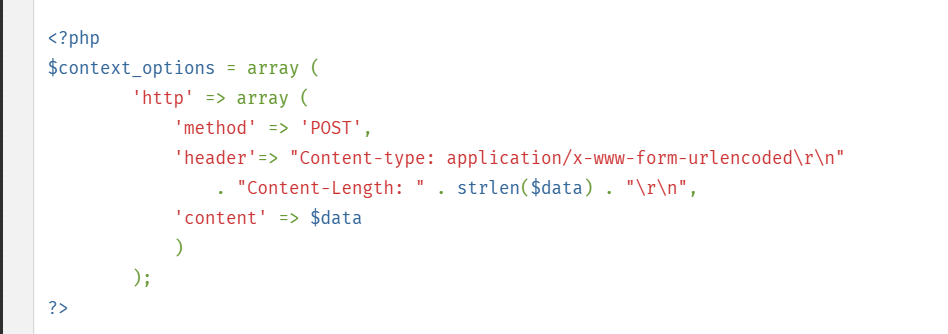 <?php
$context_options = array (
        'http' => array (
            'method' => 'POST',
            'header'=> "Content-type: application/x-www-form-urlencoded\r\n"
                . "Content-Length: " . strlen($data) . "\r\n",
            'content' => $data
            )
        );
?>